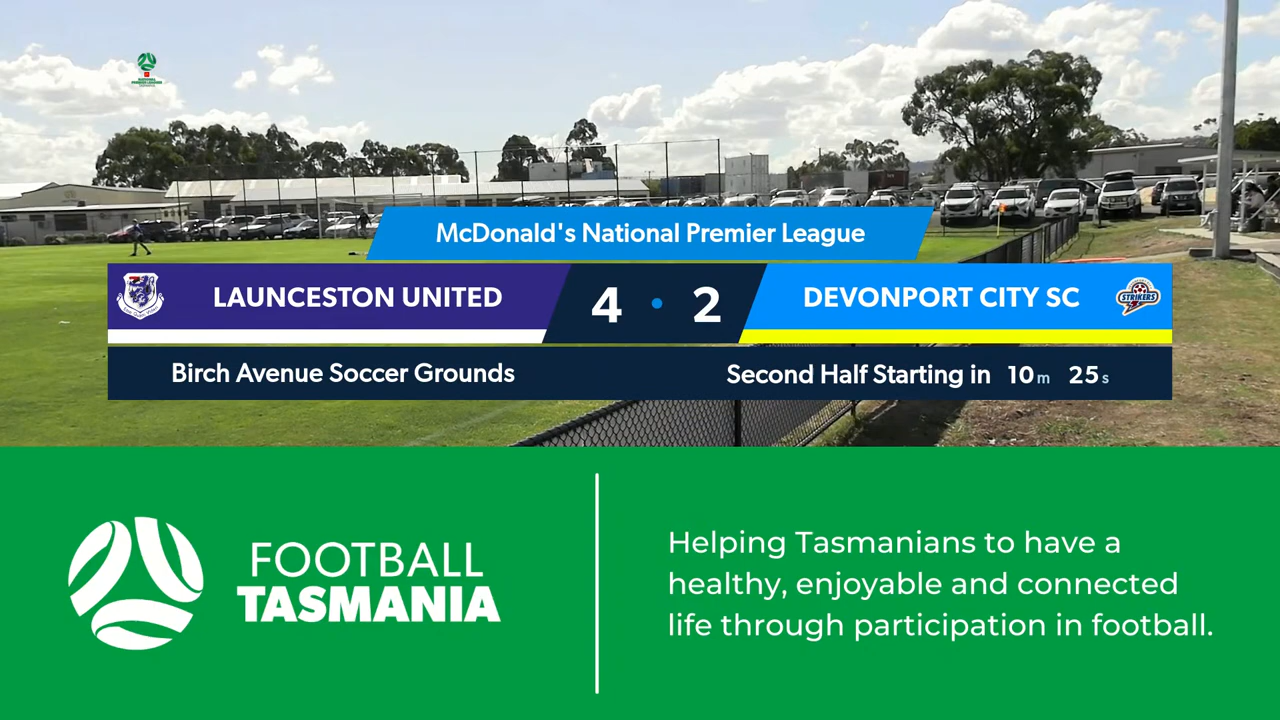 McDonald's National Premier League
LAUNCESTON UNITED 4 • 2 DEVONPORT CITY SC
STRIKERS
Birch Avenue Soccer Grounds
Second Half Starting in 10m 25s
FOOTBALL
TASMANIA
Helping Tasmanians to have a
healthy, enjoyable and connected
life through participation in football.